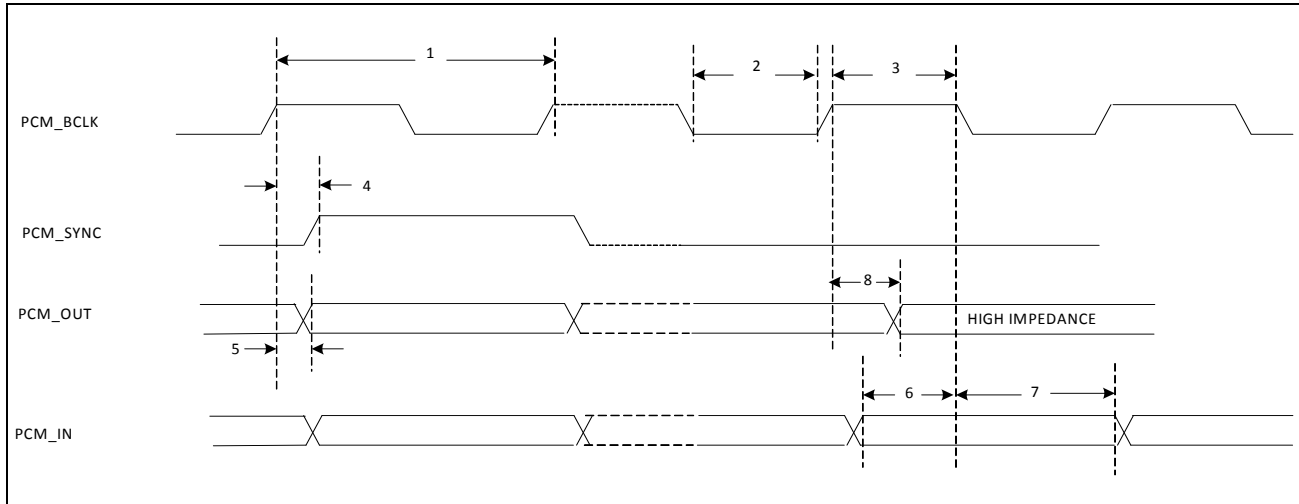 1
2
3
PCM_BCLK
4
PCM_SYNC
8
PCM_OUT
HIGH IMPEDANCE
5
6
7
PCM_IN